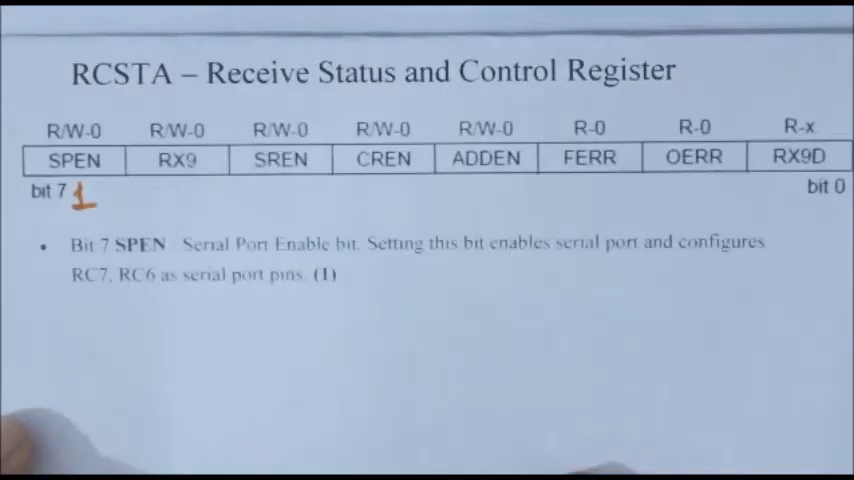 RCSTA – Receive Status and Control Register
R/W-0 R/W-0 R/W-0 R/W-0 R/W-0 R-0 R-0 R-x
SPEN RX9 SREN CREN ADDEN FERR OERR RX9D
bit 7 1 bit 0
• Bit 7 SPEN Serial Port Enable bit. Setting this bit enables serial port and configures
RC7, RC6 as serial port pins. (1)